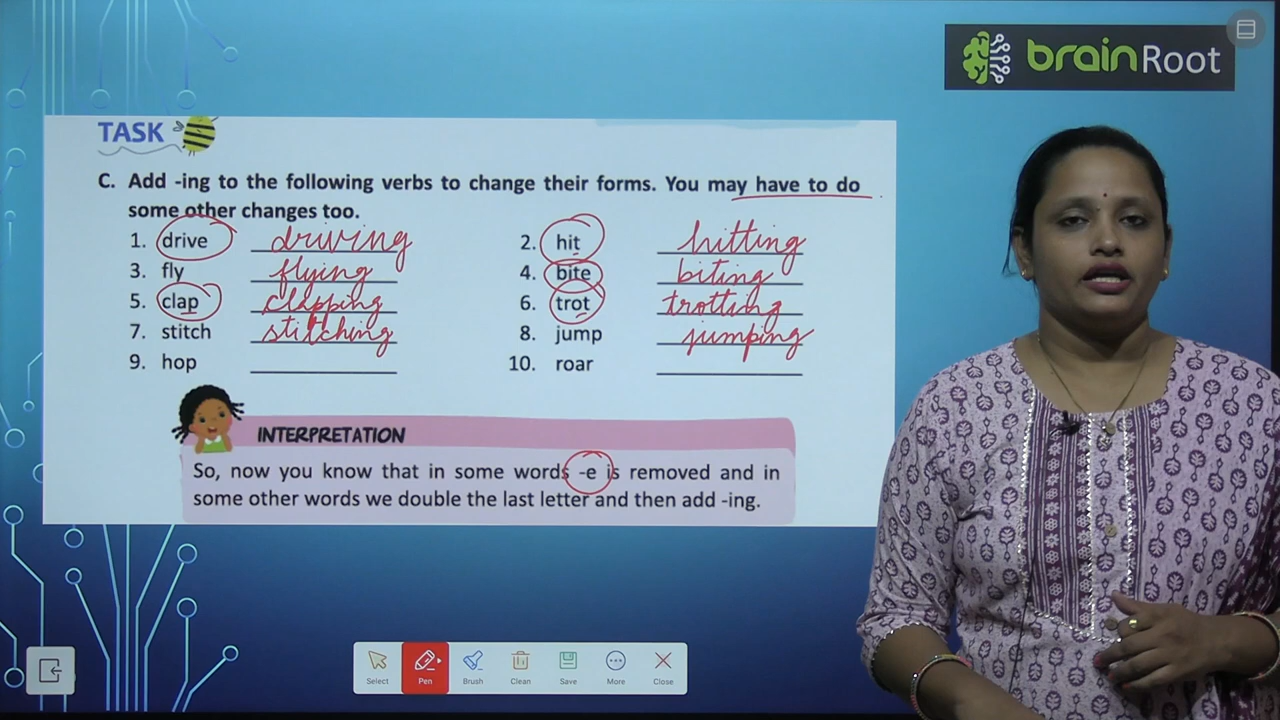 brainRoot
TASK
C. Add -ing to the following verbs to change their forms. You may have to do
some other changes too.
1. drive driving 2. hit hitting
3. fly flying 4. bite biting
5. clap clapping 6. trot trotting
7. stitch stitching 8. jump jumping
9. hop 10. roar
INTERPRETATION
So, now you know that in some words -e is removed and in
some other words we double the last letter and then add -ing.
Select Pen Brush Clean Save More Close